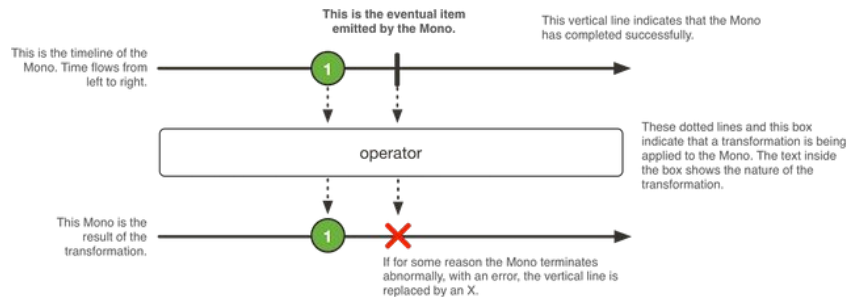 This is the eventual item
emitted by the Mono.
This vertical line indicates that the Mono
has completed successfully.
This is the timeline of the
Mono. Time flows from
left to right.
1
These dotted lines and this box
indicate that a transformation is being
applied to the Mono. The text inside
the box shows the nature of the
transformation.
operator
This Mono is the
result of the
transformation.
1
If for some reason the Mono terminates
abnormally, with an error, the vertical line is
replaced by an X.